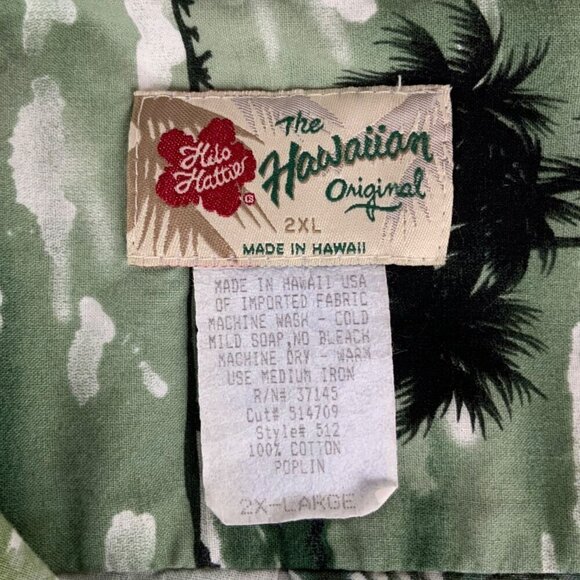 The
Hawaiian
Original
Hilo
Hattie
2XL
MADE IN HAWAII
MADE IN HAWAII USA
OF IMPORTED FABRIC
MACHINE WASH - COLD
MILD SOAP,NO BLEACH
MACHINE DRY - WARM
USE MEDIUM IRON
R/N# 37145
Cut# 514709
Style# 512
100% COTTON
POPLIN
2X-LARGE